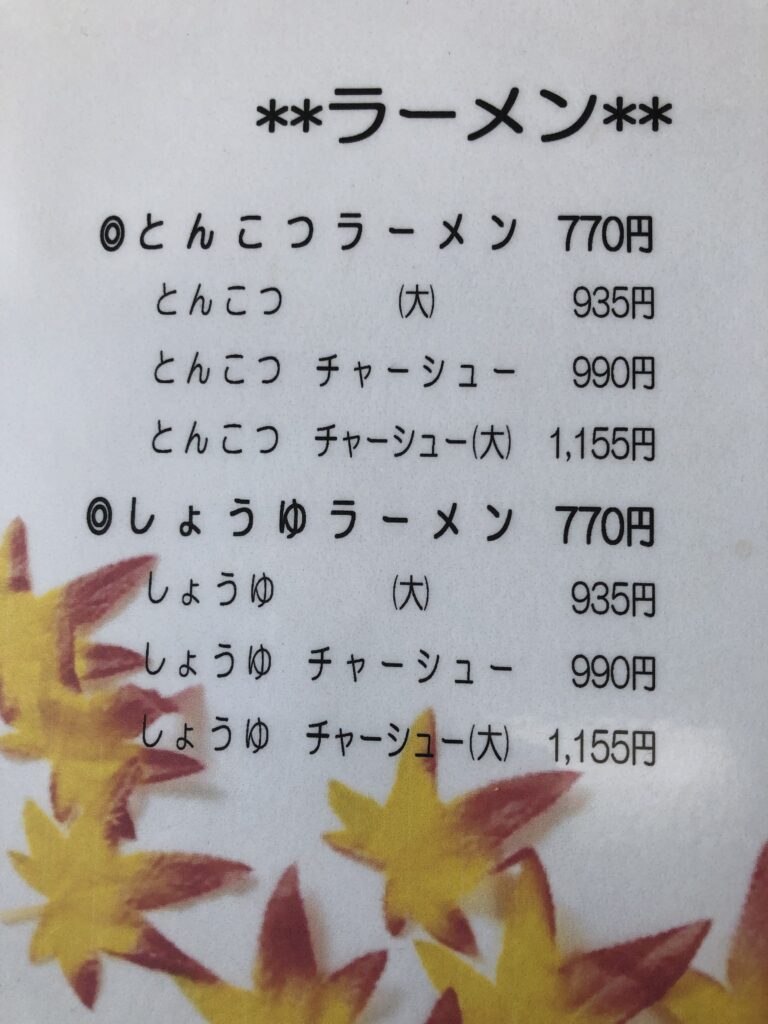 **ラーメン**
◎とんこつラーメン 770円
とんこつ (大) 935円
とんこつ チャーシュー 990円
とんこつ チャーシュー(大) 1,155円
◎しょうゆラーメン 770円
しょうゆ (大) 935円
しょうゆ チャーシュー 990円
しょうゆ チャーシュー(大) 1,155円